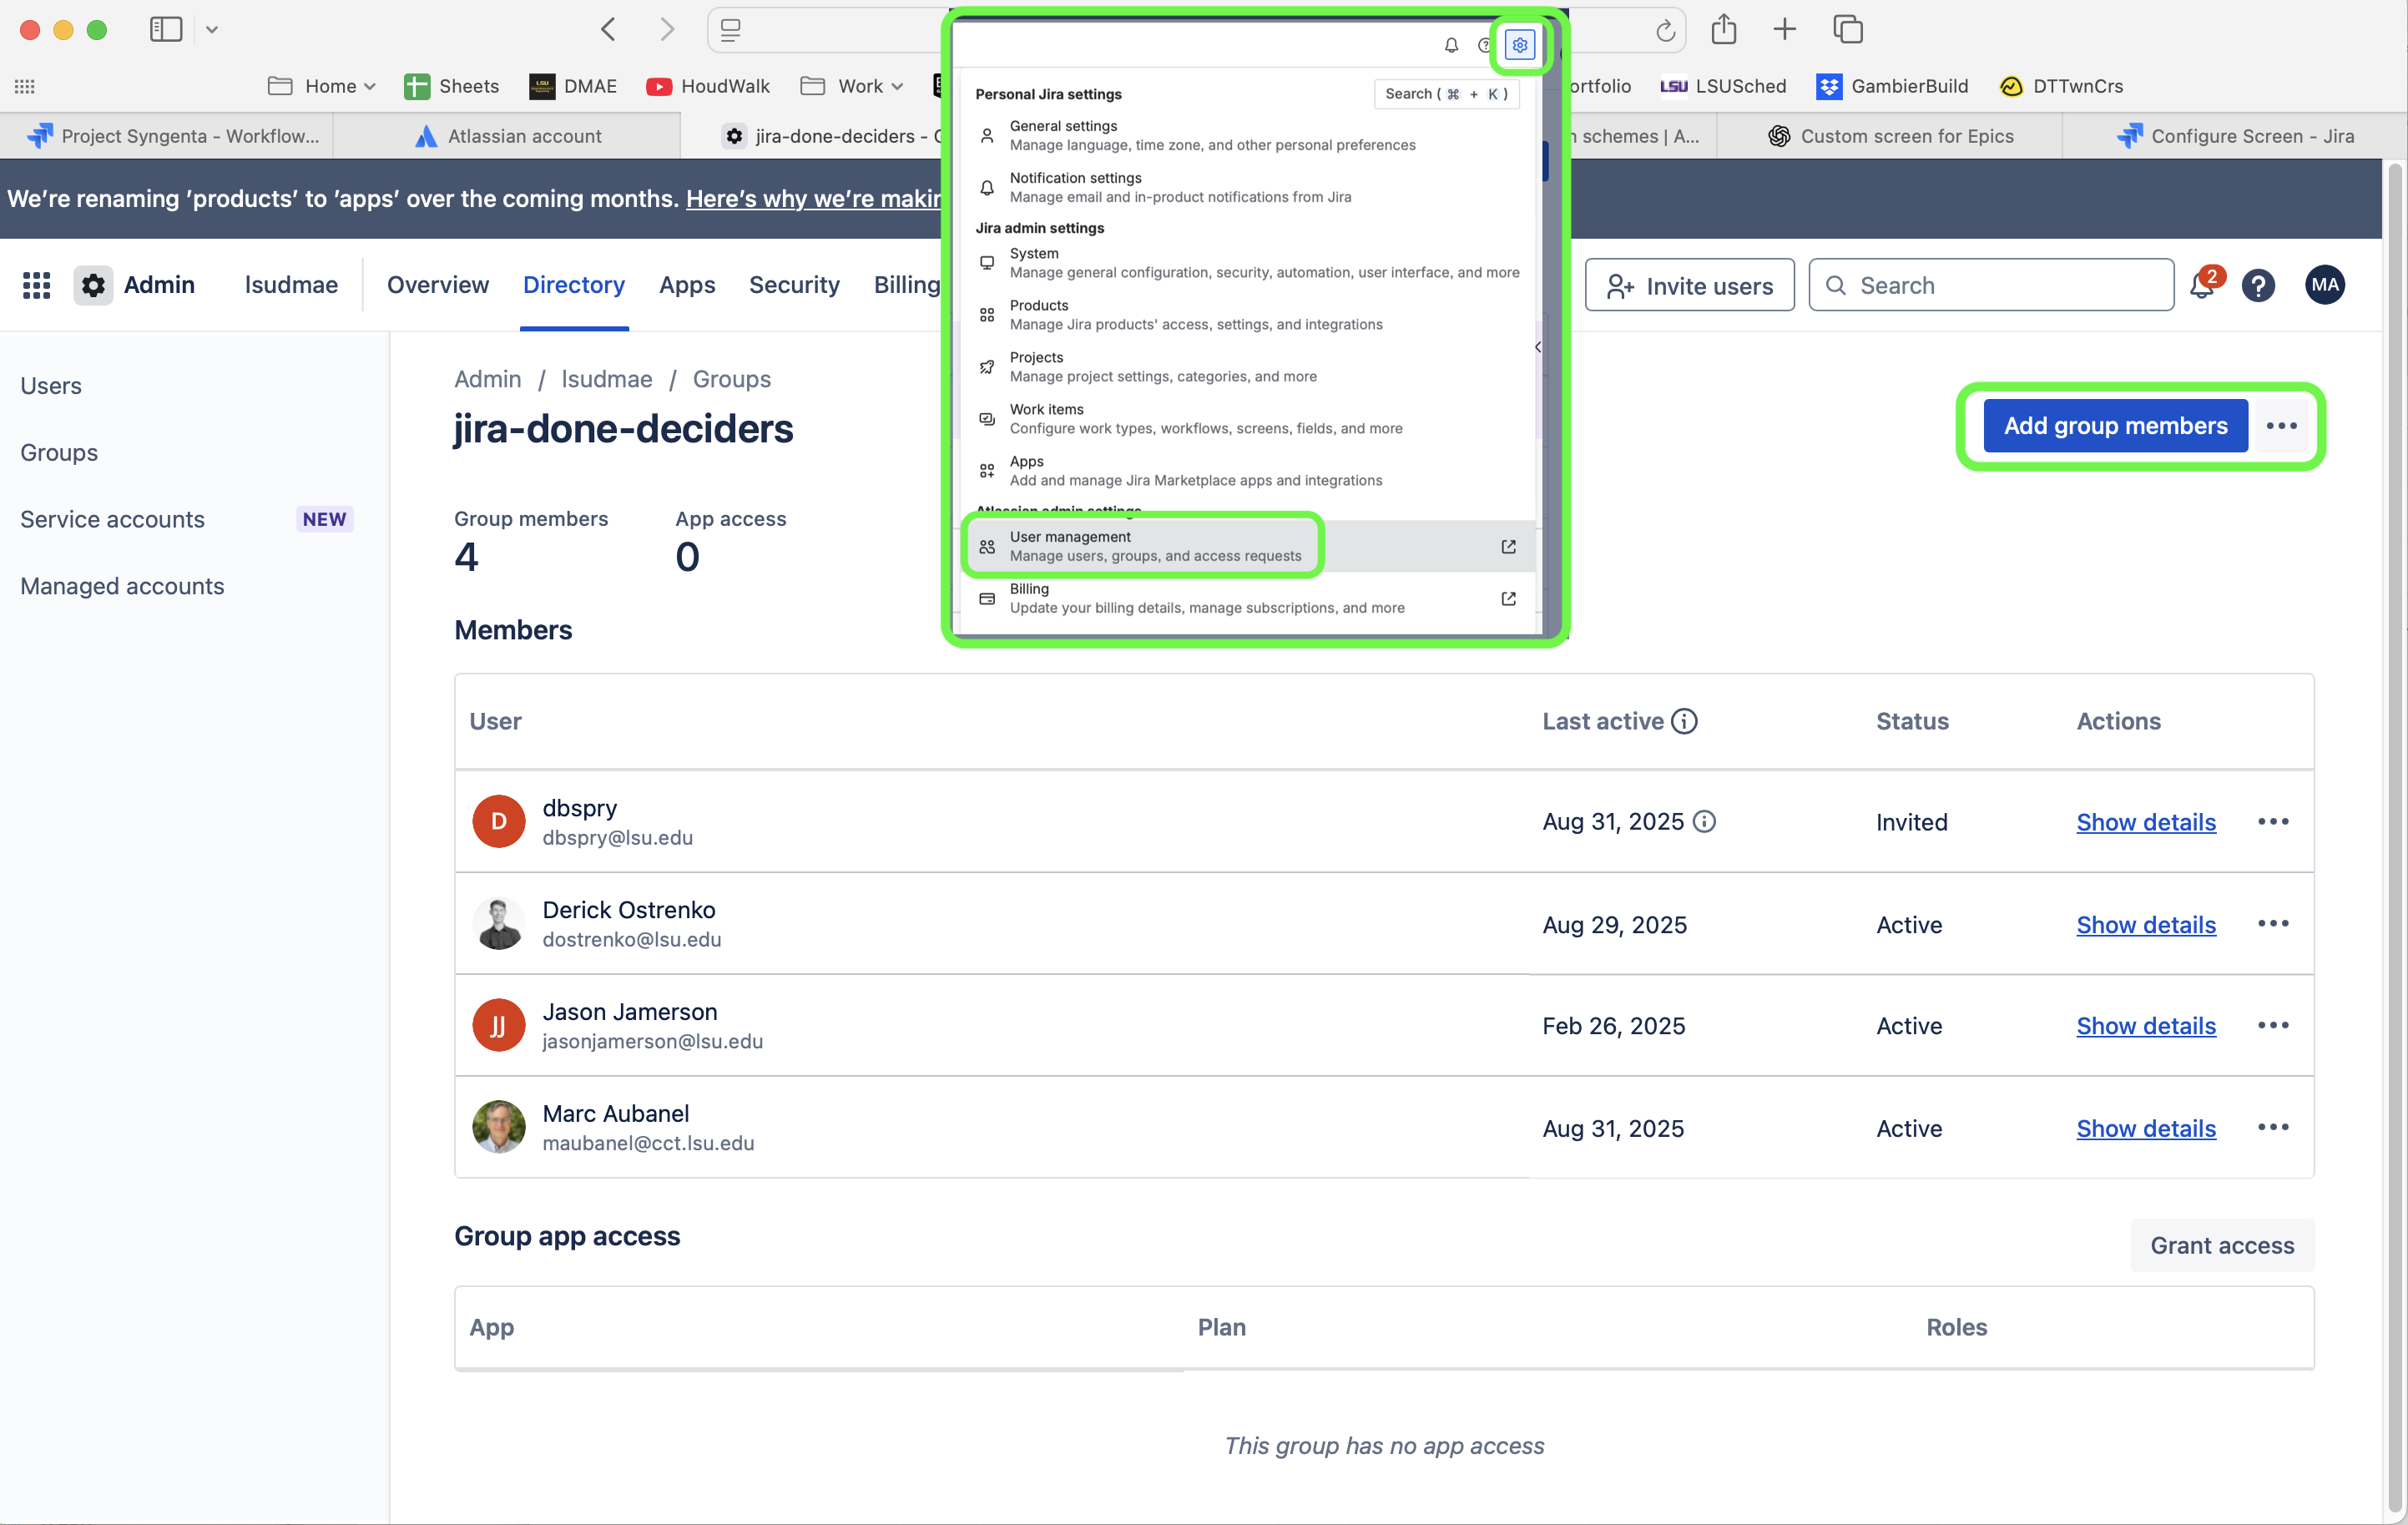 Home
Sheets
DMAE
HoudWalk
Work
ortfolio
LSU LSUSched
GambierBuild
DTTwnCrs
Project Syngenta - Workflow...
Atlassian account
jira-done-deciders -
schemes | A...
Custom screen for Epics
Configure Screen - Jira
We're renaming 'products' to 'apps' over the coming months. Here's why we're makin
Admin
lsudmae
Overview
Directory
Apps
Security
Billing
Invite users
Search
2
MA
Personal Jira settings
Search ( ⌘ + K )
General settings
Manage language, time zone, and other personal preferences
Notification settings
Manage email and in-product notifications from Jira
Jira admin settings
System
Manage general configuration, security, automation, user interface, and more
Products
Manage Jira products' access, settings, and integrations
Projects
Manage project settings, categories, and more
Work items
Configure work types, workflows, screens, fields, and more
Apps
Add and manage Jira Marketplace apps and integrations
Atlassian admin settings
User management
Manage users, groups, and access requests
Billing
Update your billing details, manage subscriptions, and more
Users
Groups
Service accounts NEW
Managed accounts
Admin / lsudmae / Groups
jira-done-deciders
Add group members
Group members
4
App access
0
Members
User Last active Status Actions
D dbspry
dbspry@lsu.edu
Aug 31, 2025 Invited Show details
Derick Ostrenko
dostrenko@lsu.edu
Aug 29, 2025 Active Show details
JJ Jason Jamerson
jasonjamerson@lsu.edu
Feb 26, 2025 Active Show details
Marc Aubanel
maubanel@cct.lsu.edu
Aug 31, 2025 Active Show details
Group app access
Grant access
App Plan Roles
This group has no app access